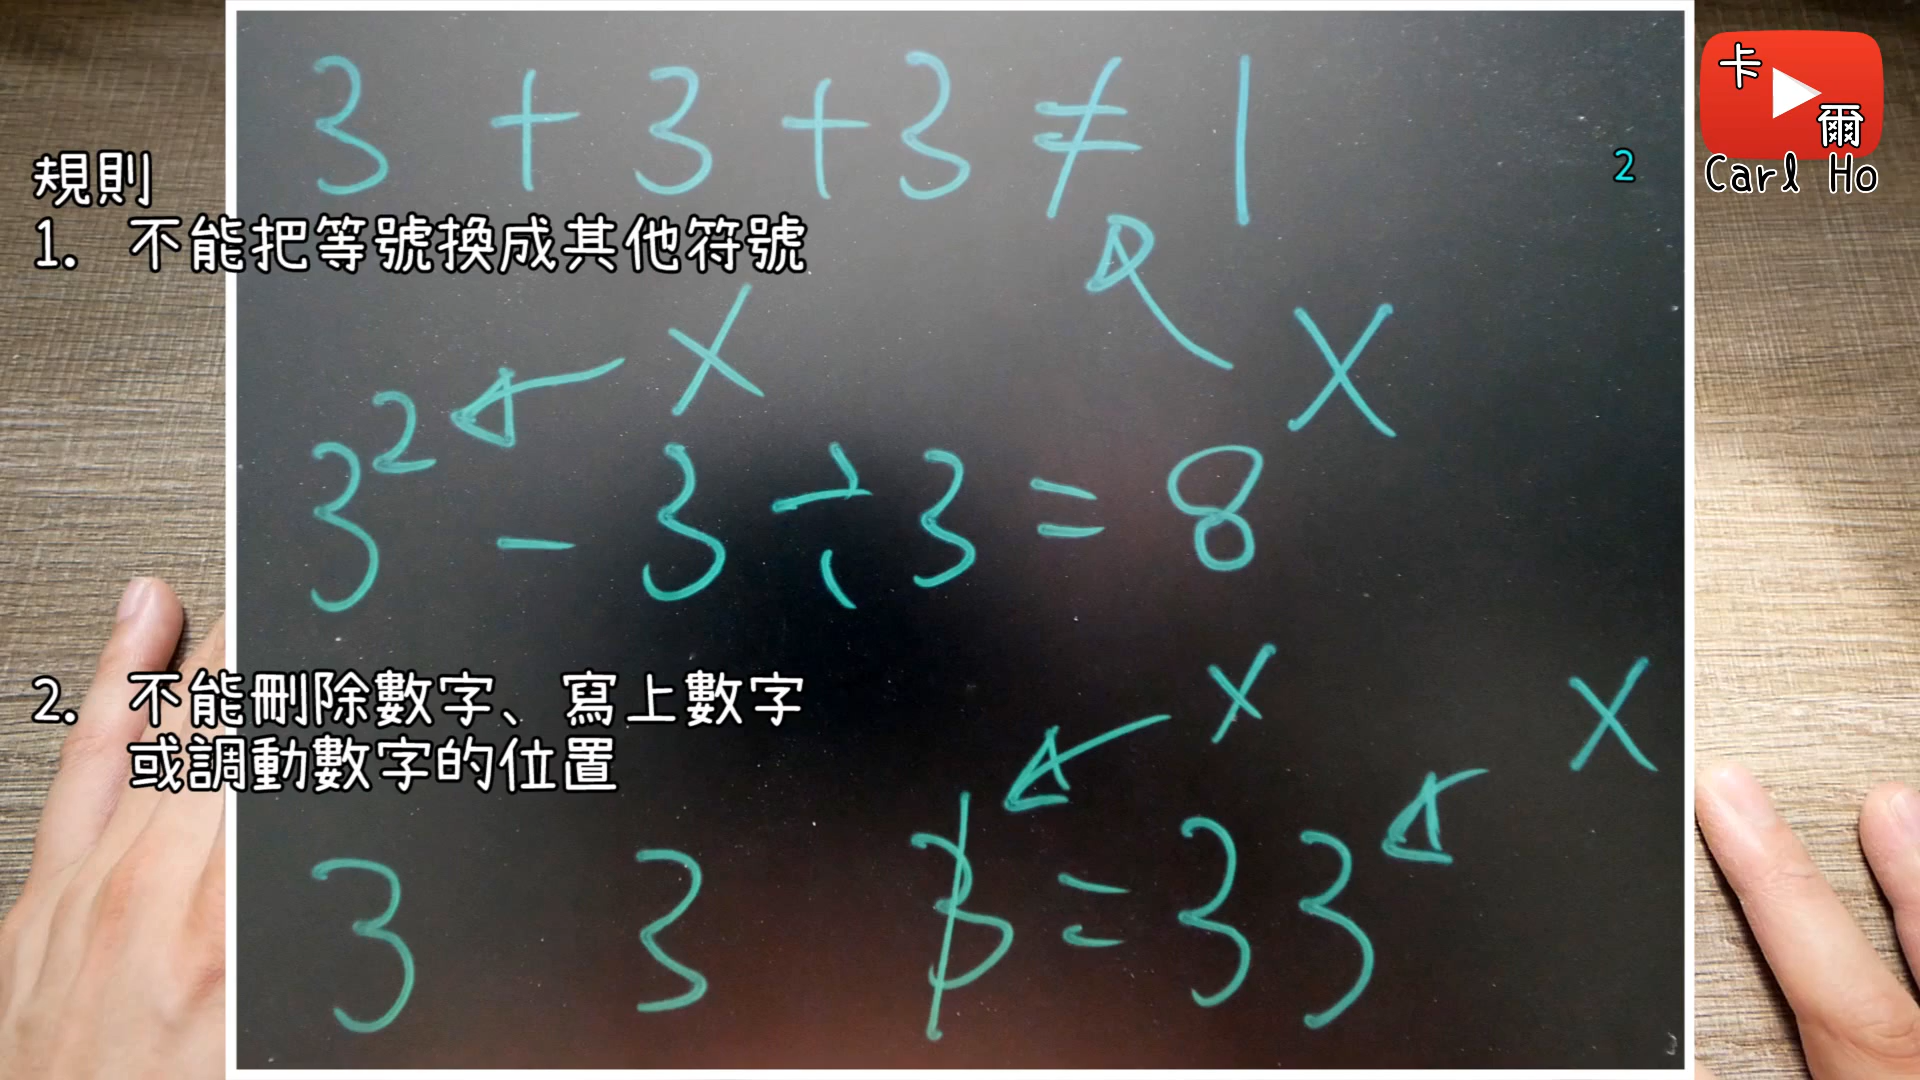 卡
爾
Carl Ho
3 + 3 + 3 ≠ 1
2
規則
1. 不能把等號換成其他符號
X
X
3² - 3 ÷ 3 = 8
2. 不能刪除數字、寫上數字
或調動數字的位置
X
X
3 3 3 = 33